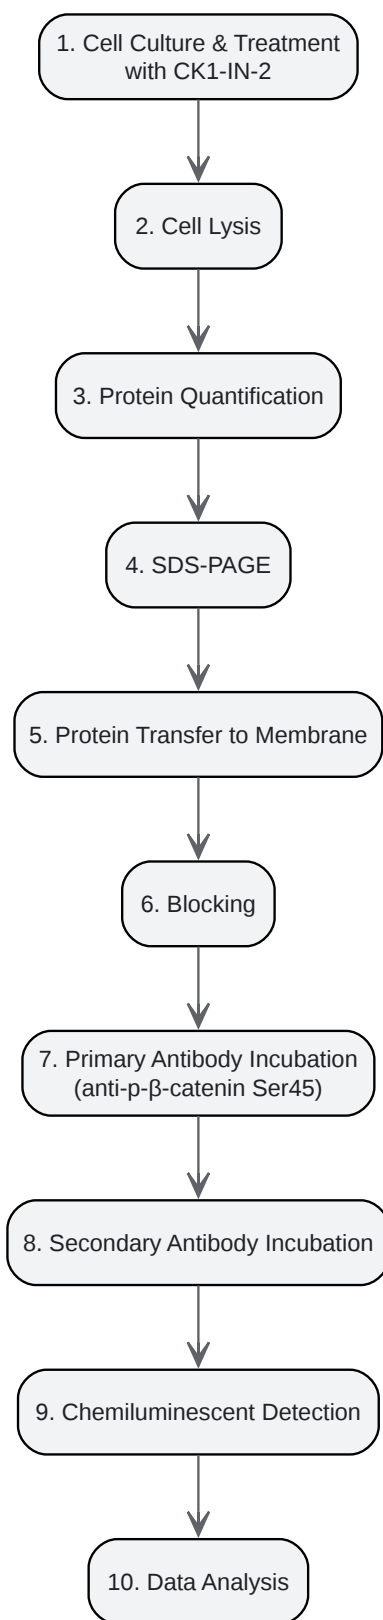 1. Cell Culture & Treatment
with CK1-IN-2
2. Cell Lysis
3. Protein Quantification
4. SDS-PAGE
5. Protein Transfer to Membrane
6. Blocking
7. Primary Antibody Incubation
(anti-p-β-catenin Ser45)
8. Secondary Antibody Incubation
9. Chemiluminescent Detection
10. Data Analysis